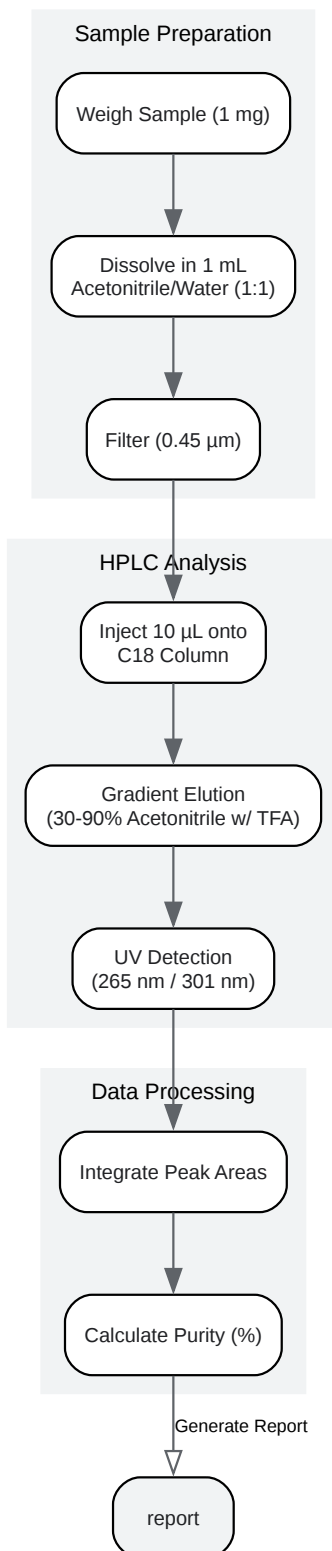 Sample Preparation
Weigh Sample (1 mg)
Dissolve in 1 mL
Acetonitrile/Water (1:1)
Filter (0.45 µm)
HPLC Analysis
Inject 10 µL onto
C18 Column
Gradient Elution
(30-90% Acetonitrile w/ TFA)
UV Detection
(265 nm / 301 nm)
Data Processing
Integrate Peak Areas
Calculate Purity (%)
Generate Report
report